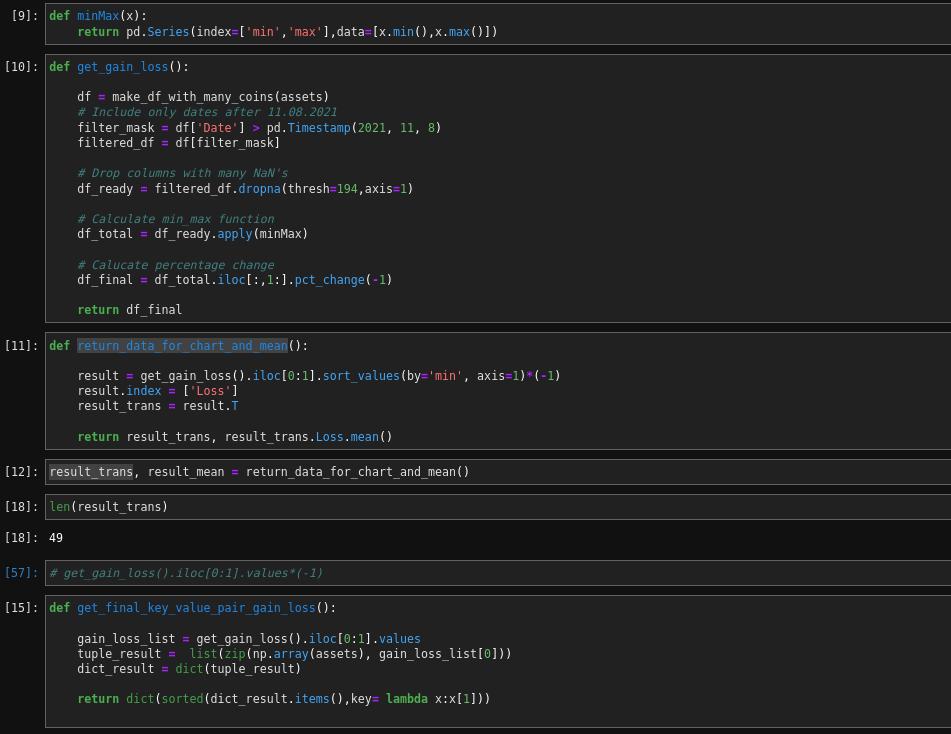 [9]: def minMax(x):
    return pd.Series(index=['min','max'],data=[x.min(),x.max()])
[10]: def get_gain_loss():
    df = make_df_with_many_coins(assets)
    # Include only dates after 11.08.2021
    filter_mask = df['Date'] > pd.Timestamp(2021, 11, 8)
    filtered_df = df[filter_mask]
    # Drop columns with many NaN's
    df_ready = filtered_df.dropna(thresh=194,axis=1)
    # Calculate min_max function
    df_total = df_ready.apply(minMax)
    # Calucate percentage change
    df_final = df_total.iloc[:,1:].pct_change(-1)
    return df_final
[11]: def return_data_for_chart_and_mean():
    result = get_gain_loss().iloc[0:1].sort_values(by='min', axis=1)*(-1)
    result.index = ['Loss']
    result_trans = result.T
    return result_trans, result_trans.Loss.mean()
[12]: result_trans, result_mean = return_data_for_chart_and_mean()
[18]: len(result_trans)
[18]: 49
[57]: # get_gain_loss().iloc[0:1].values*(-1)
[15]: def get_final_key_value_pair_gain_loss():
    gain_loss_list = get_gain_loss().iloc[0:1].values
    tuple_result =  list(zip(np.array(assets), gain_loss_list[0]))
    dict_result = dict(tuple_result)
    return dict(sorted(dict_result.items(),key= lambda x:x[1]))